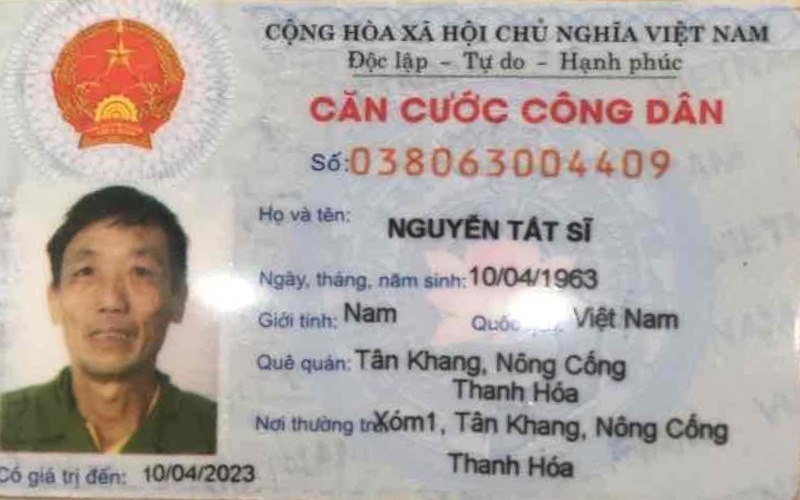 CỘNG HÒA XÃ HỘI CHỦ NGHĨA VIỆT NAM
Độc lập - Tự do - Hạnh phúc
CĂN CƯỚC CÔNG DÂN
Số: 038063004409
Họ và tên: NGUYỄN TẤT SĨ
Ngày, tháng, năm sinh: 10/04/1963
Giới tính: Nam Quốc Việt Nam
Quê quán: Tân Khang, Nông Cống
Thanh Hóa
Nơi thường Xóm1, Tân Khang, Nông Cống
Thanh Hóa
Có giá trị đến: 10/04/2023